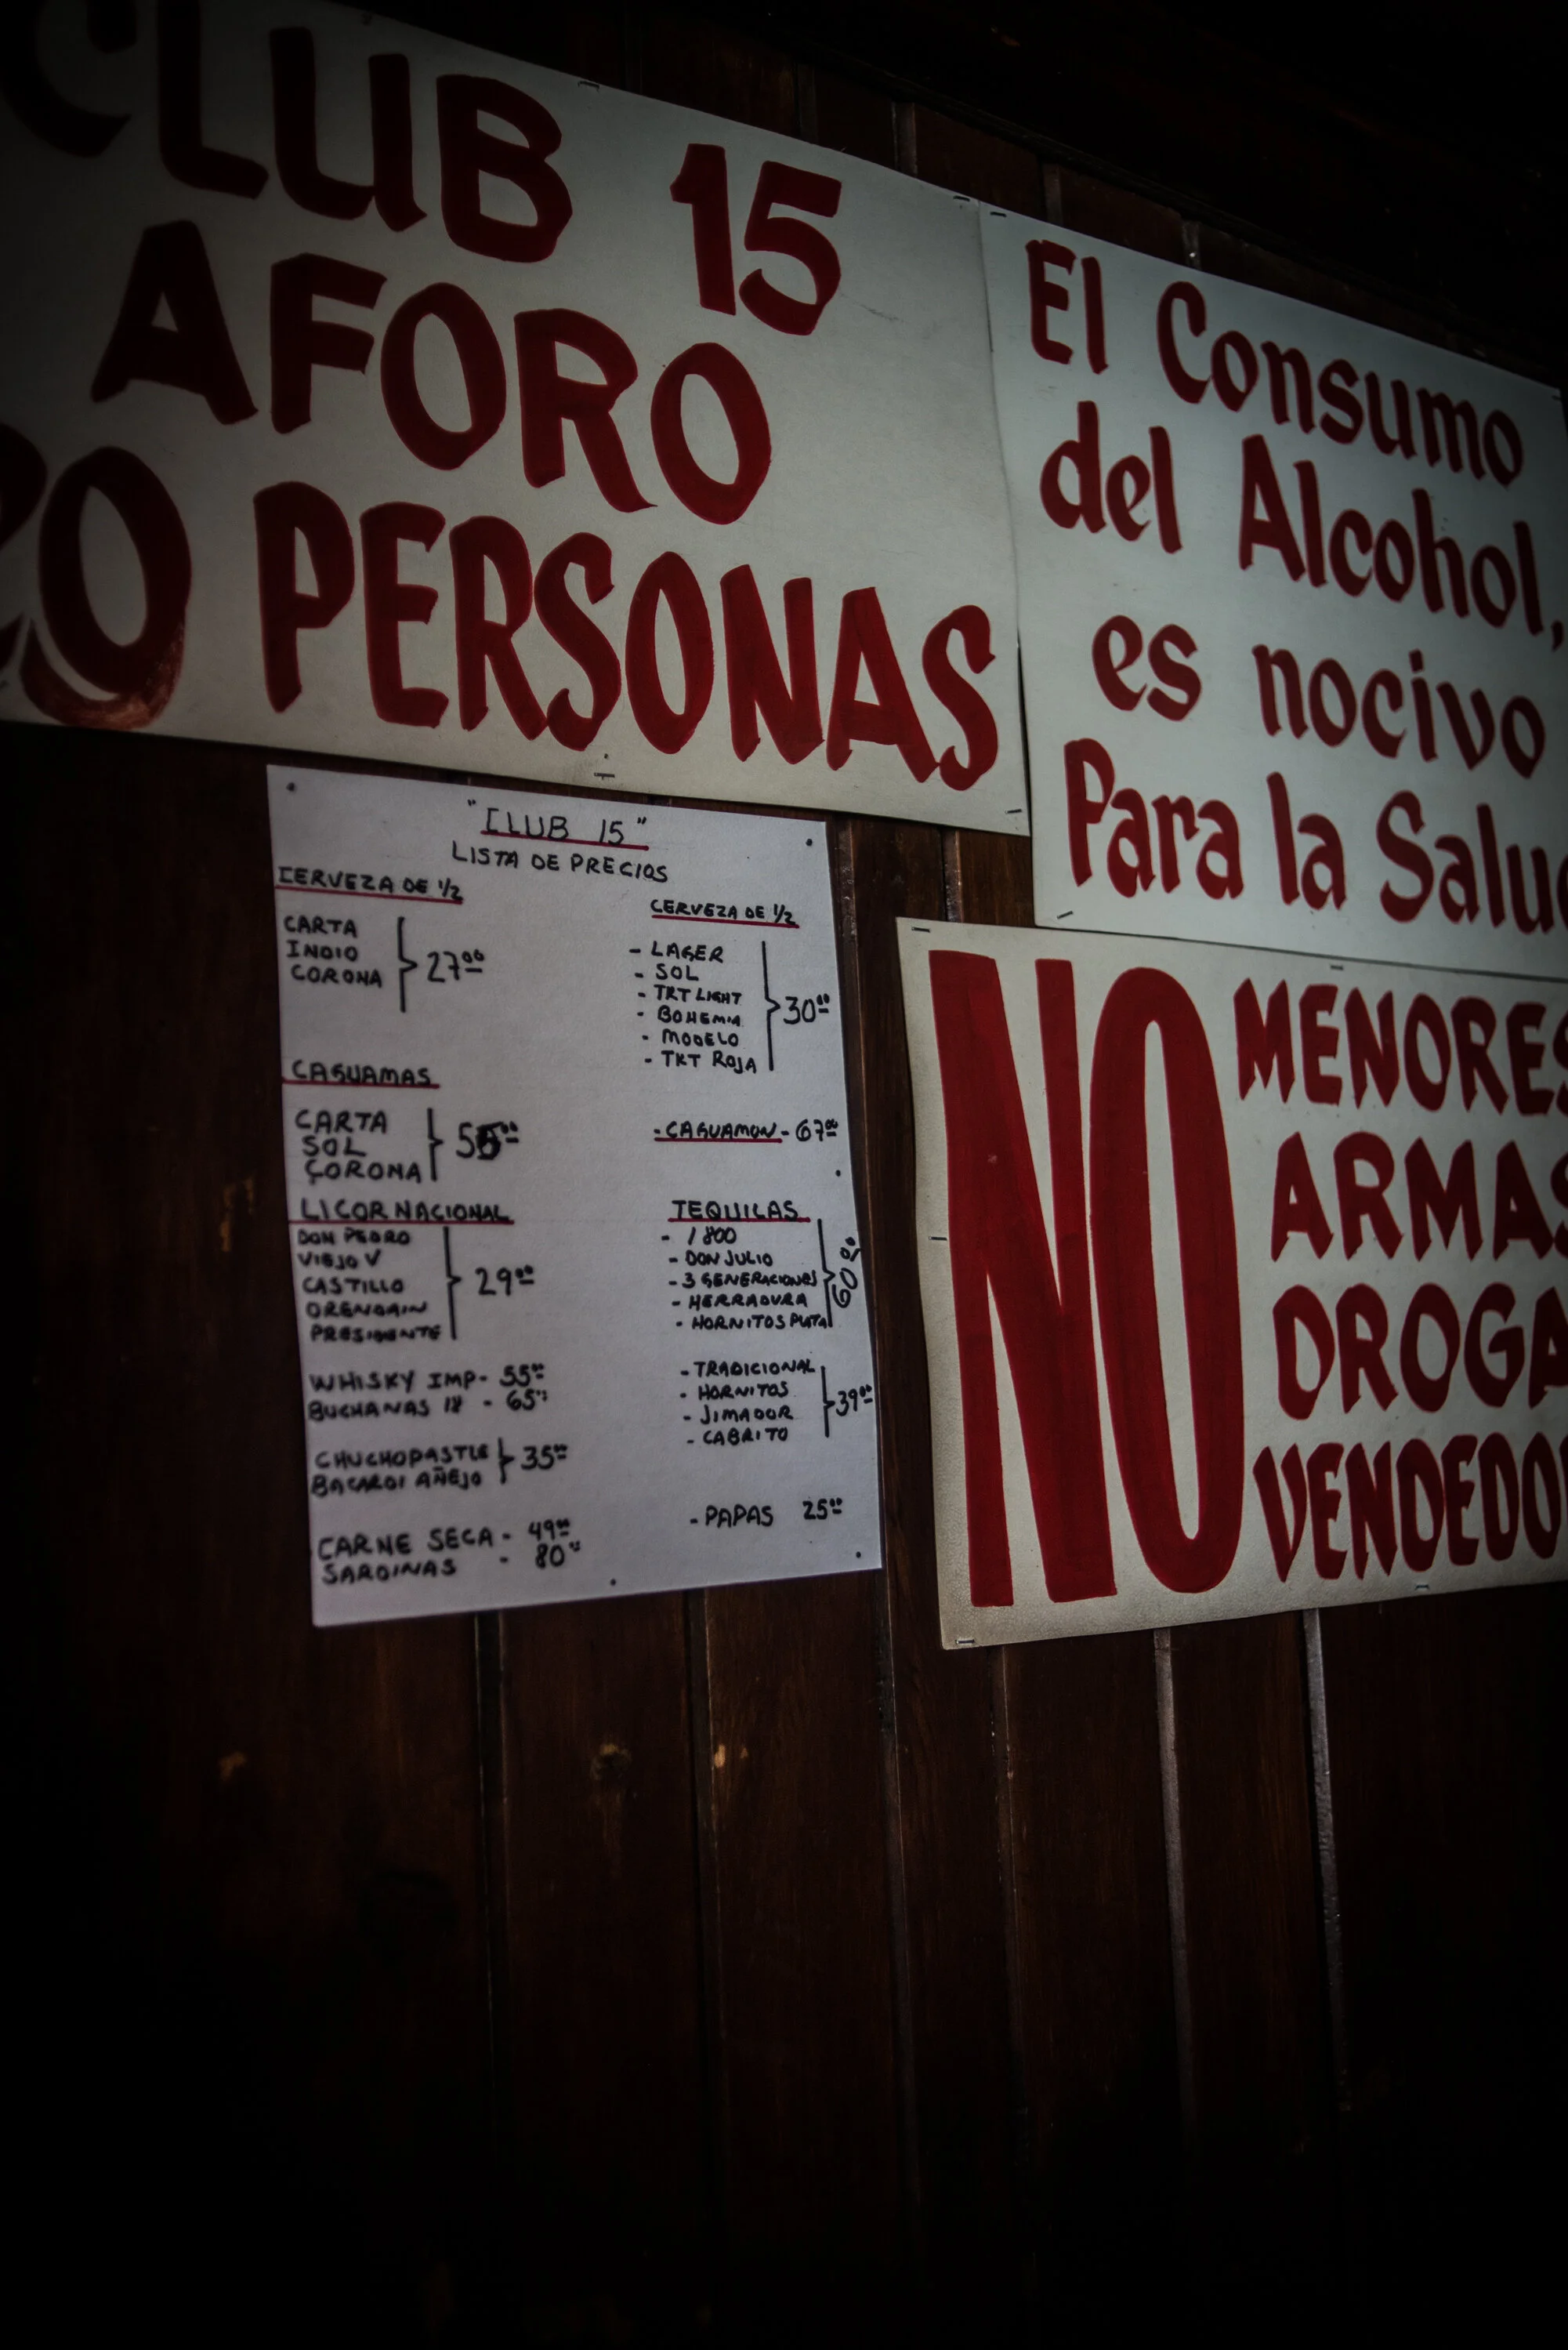 CLUB 15
AFORO
20 PERSONAS
El Consumo
del Alcohol,
es nocivo
Para la Salud
NO
MENORES
ARMAS
DROGA
VENDEDO
"CLUB 15"
LISTA DE PRECIOS
CERVEZA DE 1/2
CARTA
INDIO
CORONA
27.00
CAGUAMAS
CARTA
SOL
CORONA
55.00
LICOR NACIONAL
DON PEDRO
VIEJO V
CASTILLO
ORENDAIN
PRESIDENTE
29.00
WHISKY IMP- 55.00
BUCHANAS 18 - 65.00
CHUCHOPASTLE
BACARDI AÑEJO
35.00
CARNE SECA - 49.00
SARDINAS - 80.00
CERVEZA DE 1/2
- LAGER
- SOL
- TKT LIGHT
- BOHEMIA
- MODELO
- TKT ROJA
30.00
- CAGUAMON - 67.00
TEQUILAS
- 1800
- DON JULIO
- 3 GENERACIONES
- HERRADURA
- HORNITOS PLATA
60.00
- TRADICIONAL
- HORNITOS
- JIMADOR
- CABRITO
39.00
- PAPAS 25.00